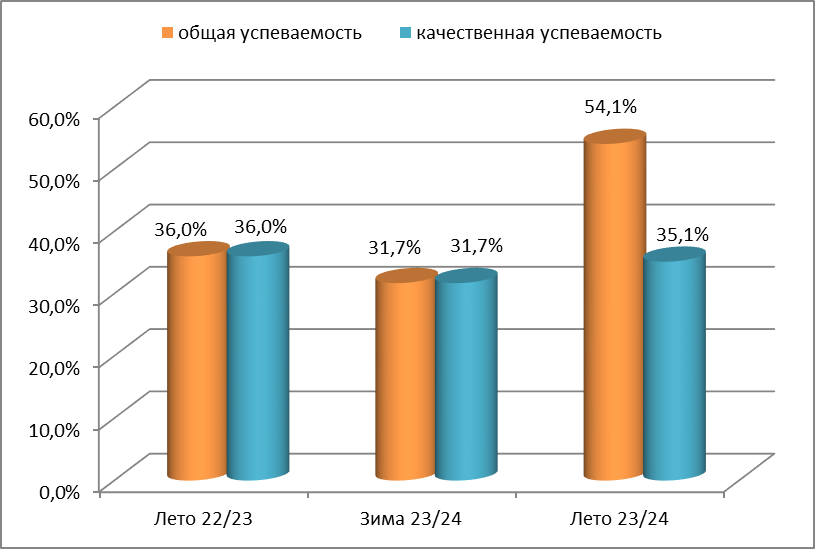 общая успеваемость качественная успеваемость
54,1%
60,0%
50,0%
40,0%
36,0% 36,0% 31,7% 31,7% 35,1%
30,0%
20,0%
10,0%
0,0%
Лето 22/23 Зима 23/24 Лето 23/24